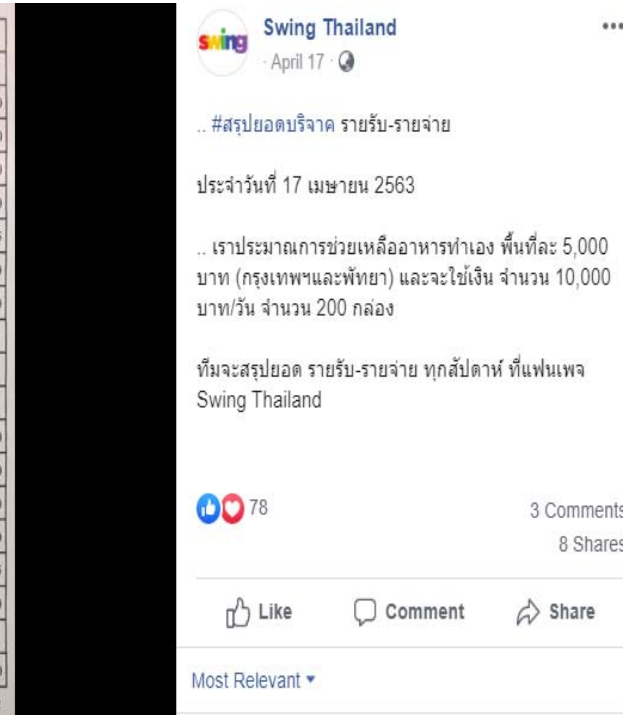 swing
Swing Thailand
· April 17 ·
.. #สรุปยอดบริจาค รายรับ-รายจ่าย
ประจำวันที่ 17 เมษายน 2563
.. เราประมาณการช่วยเหลืออาหารทำเอง พื้นที่ละ 5,000
บาท (กรุงเทพฯและพัทยา) และจะใช้เงิน จำนวน 10,000
บาท/วัน จำนวน 200 กล่อง
ทีมจะสรุปยอด รายรับ-รายจ่าย ทุกสัปดาห์ ที่แฟนเพจ
Swing Thailand
78
3 Comments
8 Shares
Like Comment Share
Most Relevant